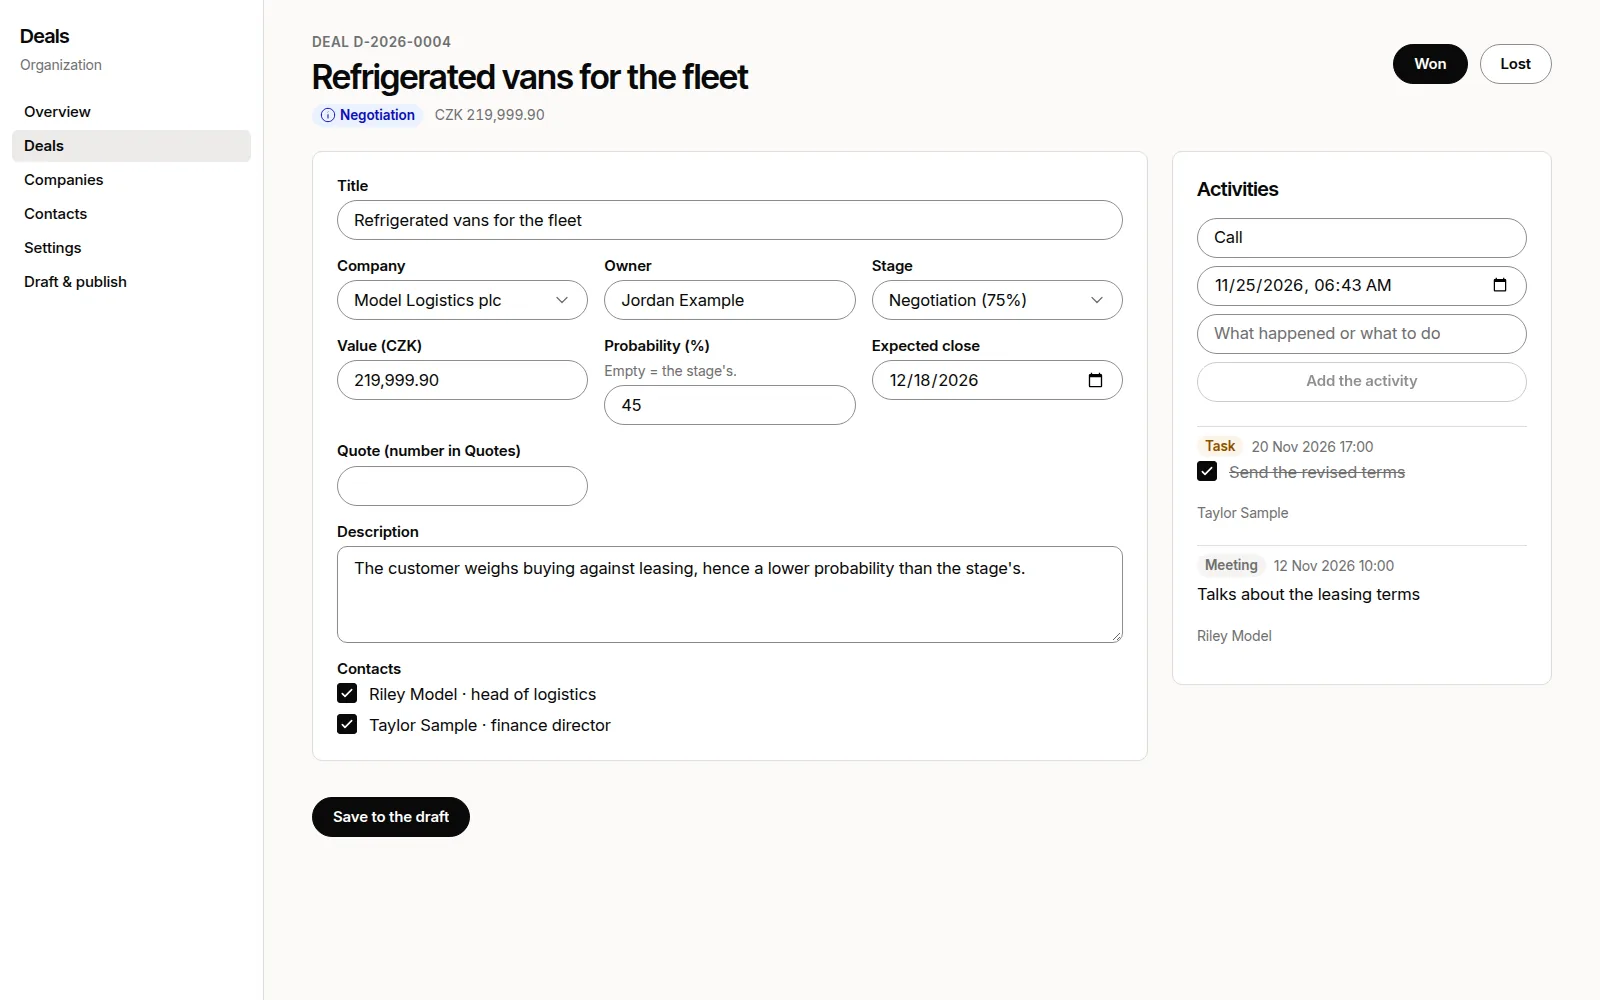 Deals
Organization
Overview
Deals
Companies
Contacts
Settings
Draft & publish
DEAL D-2026-0004
Refrigerated vans for the fleet
Negotiation
CZK 219,999.90
Won
Lost
Title
Refrigerated vans for the fleet
Company
Owner
Stage
Model Logistics plc
Jordan Example
Negotiation (75%)
Value (CZK)
Probability (%)
Expected close
219,999.90
Empty = the stage's.
45
12/18/2026
Quote (number in Quotes)
Description
The customer weighs buying against leasing, hence a lower probability than the stage's.
Contacts
Riley Model · head of logistics
Taylor Sample · finance director
Save to the draft
Activities
Call
11/25/2026, 06:43 AM
What happened or what to do
Add the activity
Task
20 Nov 2026 17:00
Send the revised terms
Taylor Sample
Meeting
12 Nov 2026 10:00
Talks about the leasing terms
Riley Model